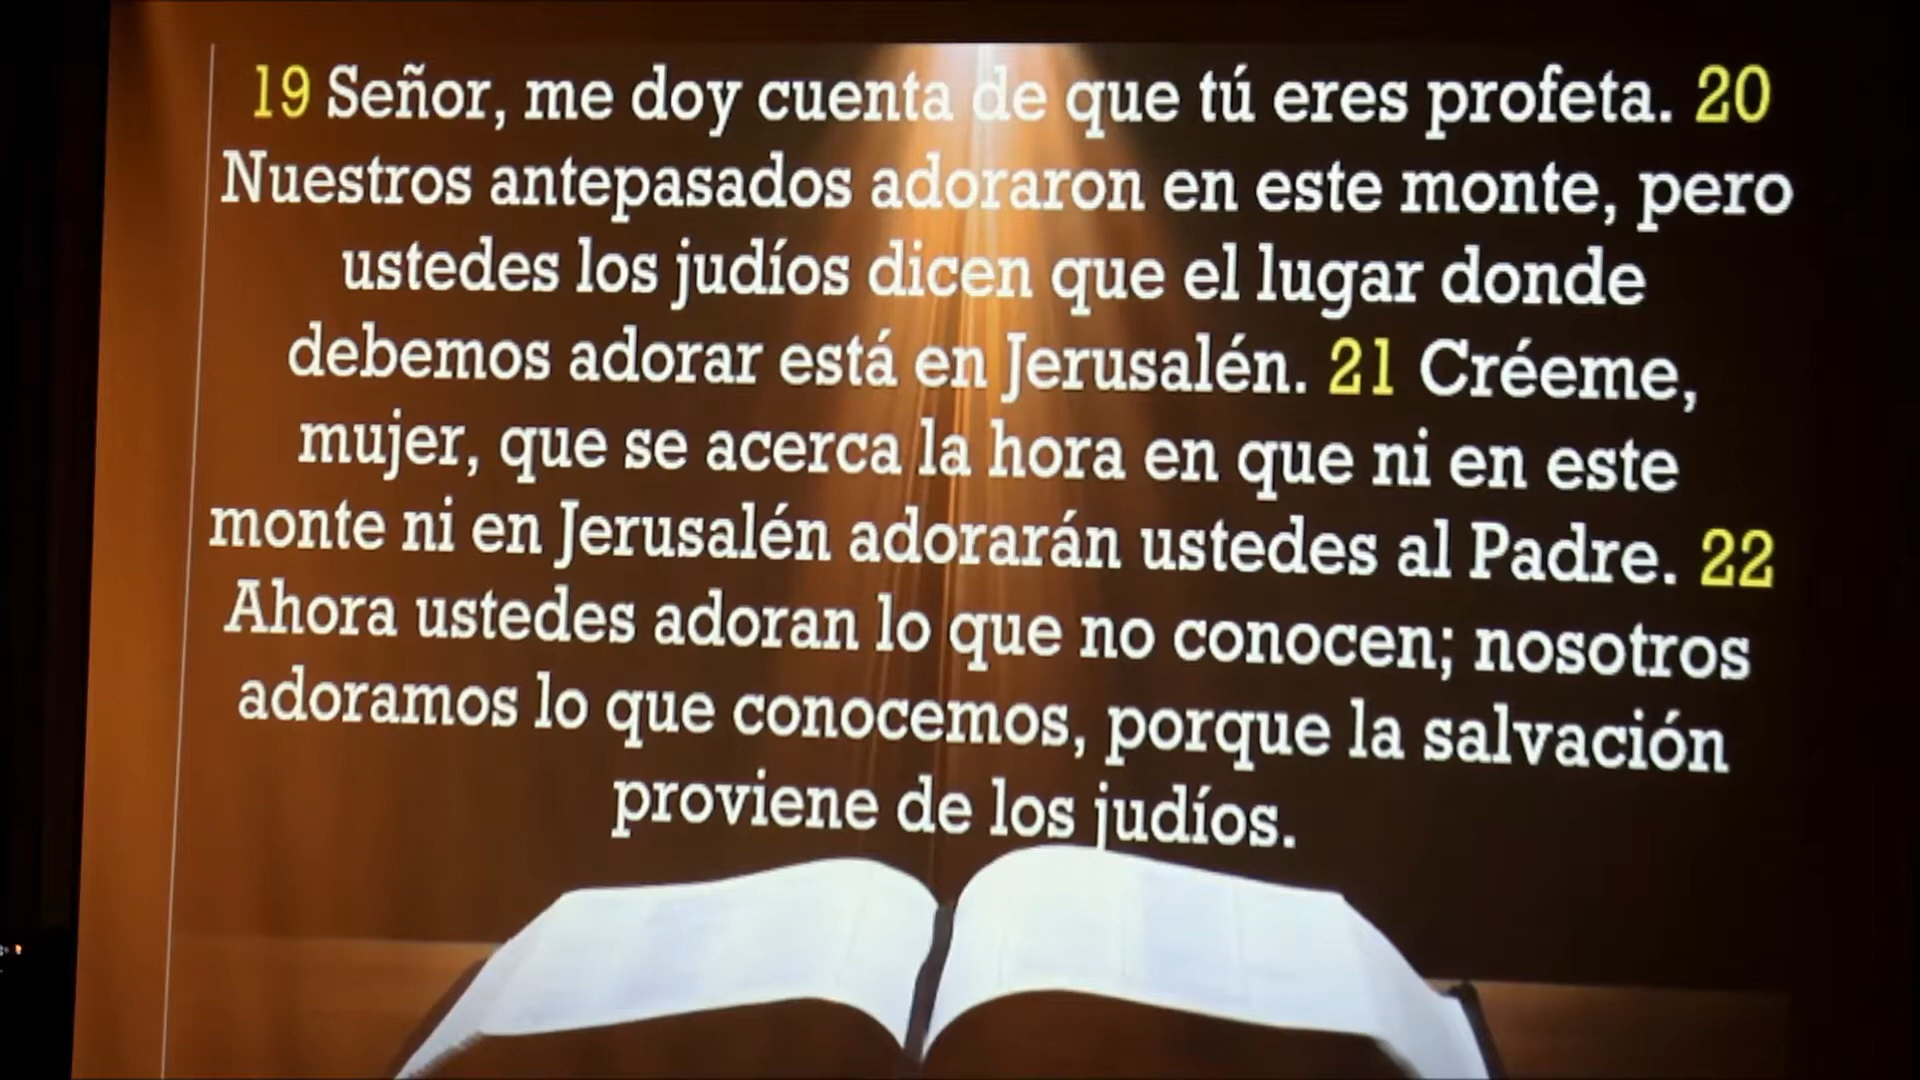 19 Señor, me doy cuenta de que tú eres profeta. 20
Nuestros antepasados adoraron en este monte, pero
ustedes los judíos dicen que el lugar donde
debemos adorar está en Jerusalén. 21 Créeme,
mujer, que se acerca la hora en que ni en este
monte ni en Jerusalén adorarán ustedes al Padre. 22
Ahora ustedes adoran lo que no conocen; nosotros
adoramos lo que conocemos, porque la salvación
proviene de los judíos.